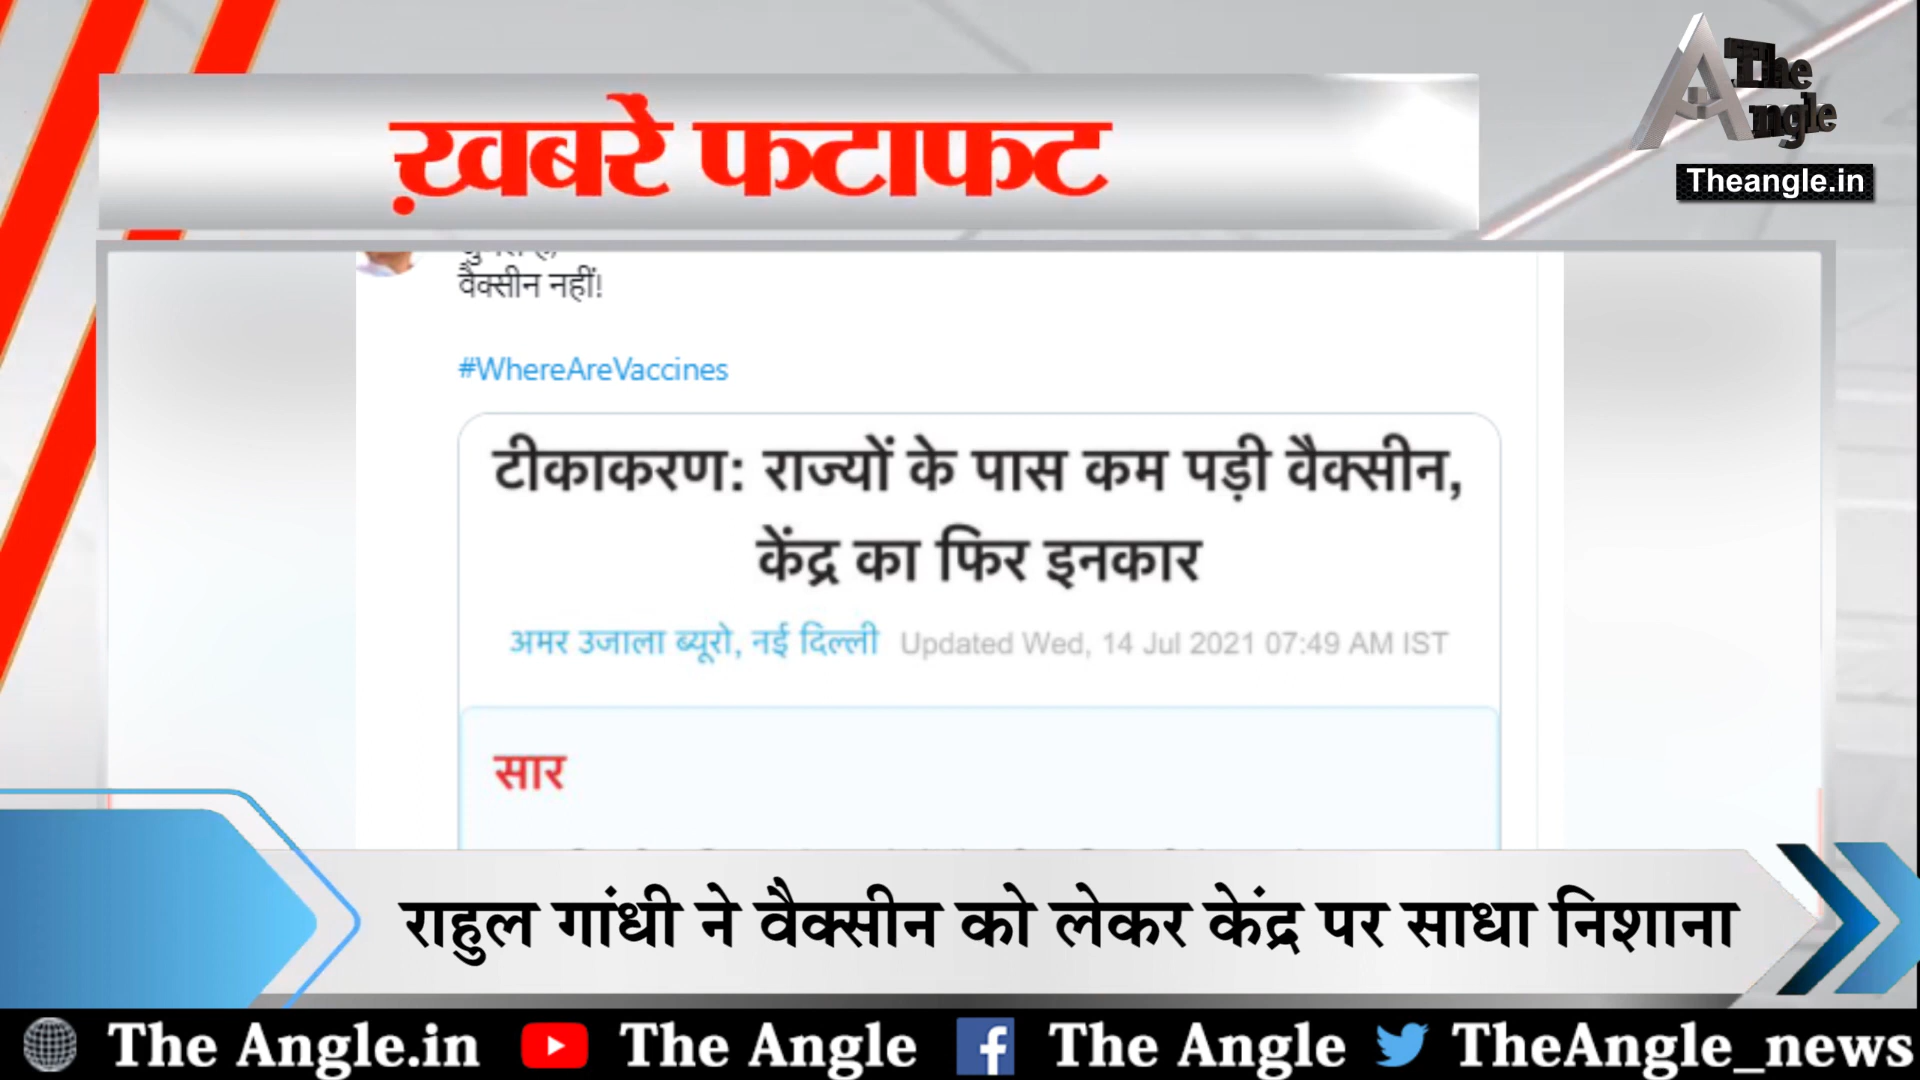 ख़बरें फटाफट
The
Angle
Theangle.in
वैक्सीन नहीं!
#WhereAreVaccines
टीकाकरण: राज्यों के पास कम पड़ी वैक्सीन,
केंद्र का फिर इनकार
अमर उजाला ब्यूरो, नई दिल्ली Updated Wed, 14 Jul 2021 07:49 AM IST
सार
राहुल गांधी ने वैक्सीन को लेकर केंद्र पर साधा निशाना
The Angle.in The Angle The Angle TheAngle_news